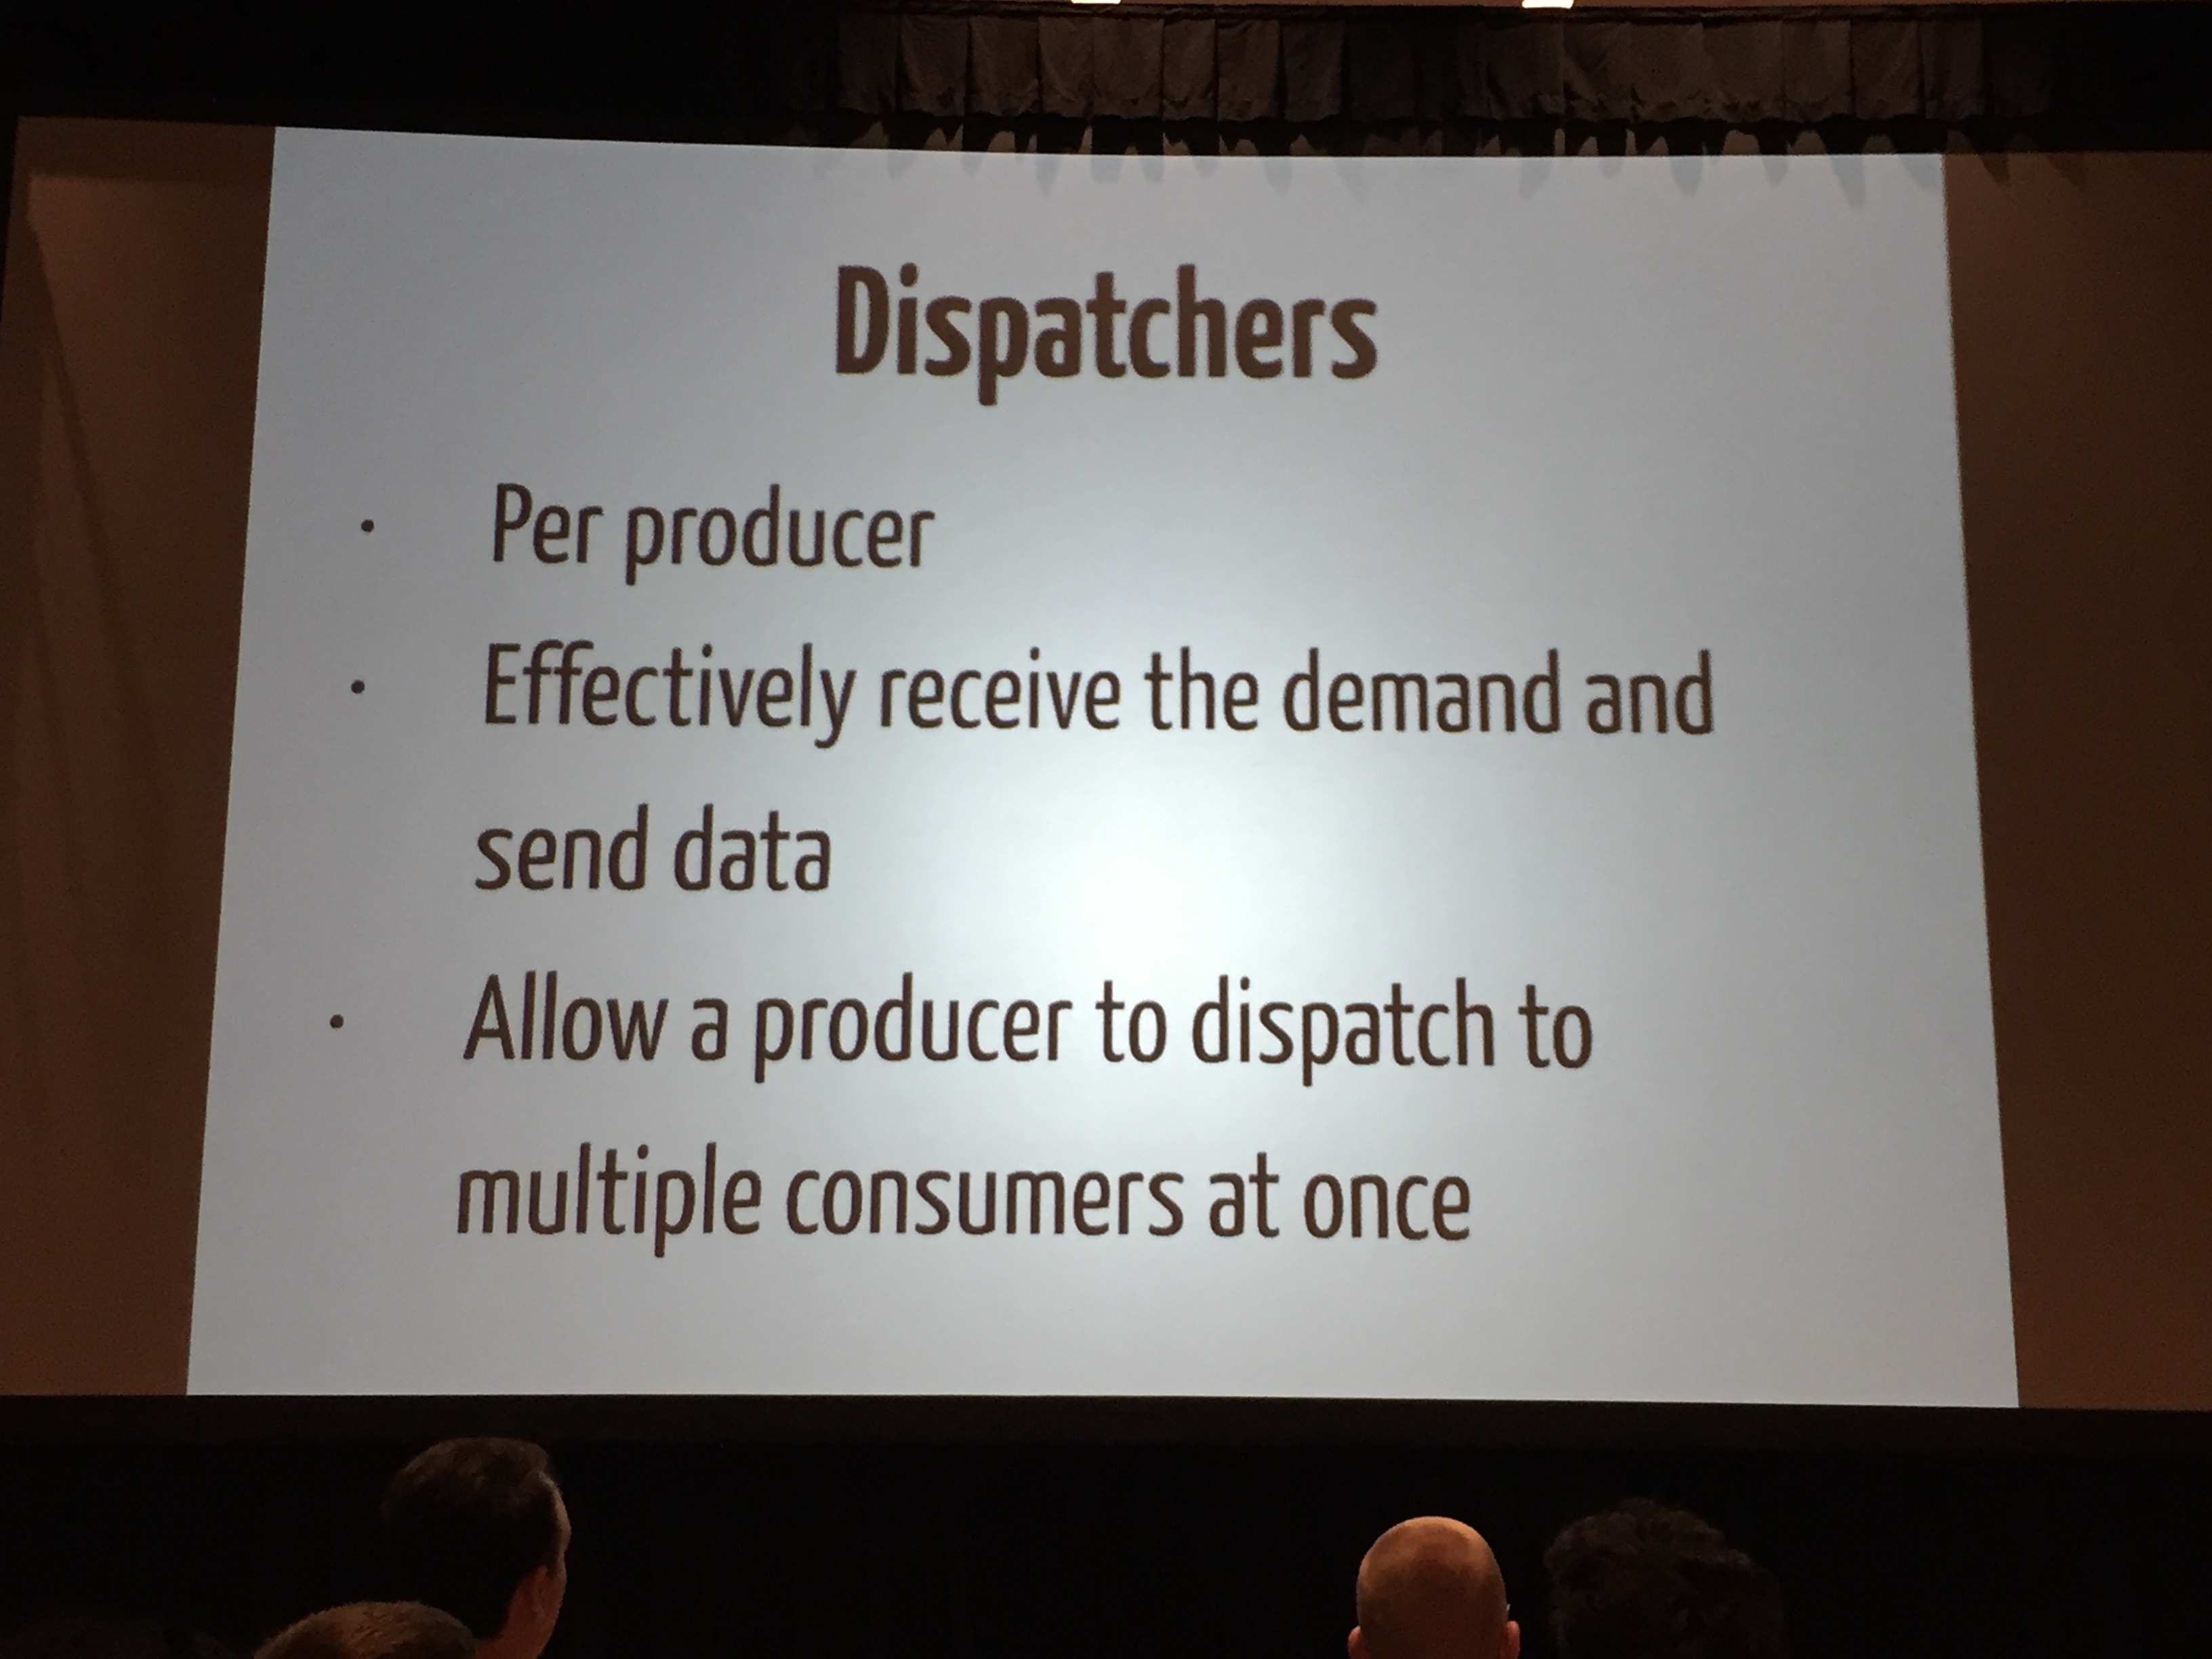 Dispatchers
· Per producer
· Effectively receive the demand and
send data
· Allow a producer to dispatch to
multiple consumers at once